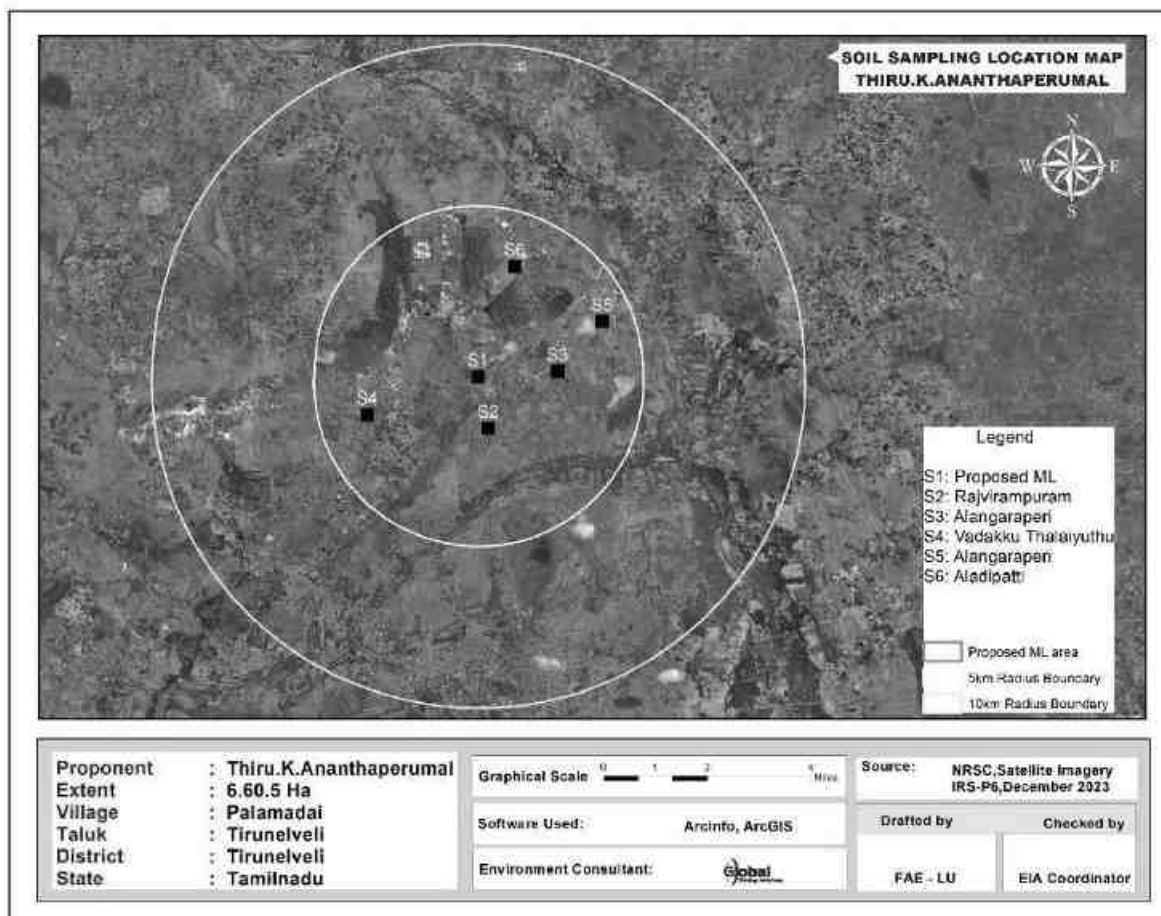 SOIL SAMPLING LOCATION MAP
THIRU.K.ANANTHAPERUMAL
N
W E
S
S6
S5
S1
S3
S4
S2
Legend
S1: Proposed ML
S2: Rajvirampuram
S3: Alangaraperi
S4: Vadakku Thalaiyuthu
S5: Alangaraperi
S6: Aladipatti
Proposed ML area
5km Radius Boundary
10km Radius Boundary
Proponent : Thiru.K.Ananthaperumal
Extent : 6.60.5 Ha
Village : Palamadai
Taluk : Tirunelveli
District : Tirunelveli
State : Tamilnadu
Graphical Scale 0 1 2 4 Miles
Software Used: Arcinfo, ArcGIS
Environment Consultant: Global
Source: NRSC,Satellite Imagery
IRS-P6,December 2023
Drafted by Checked by
FAE - LU EIA Coordinator